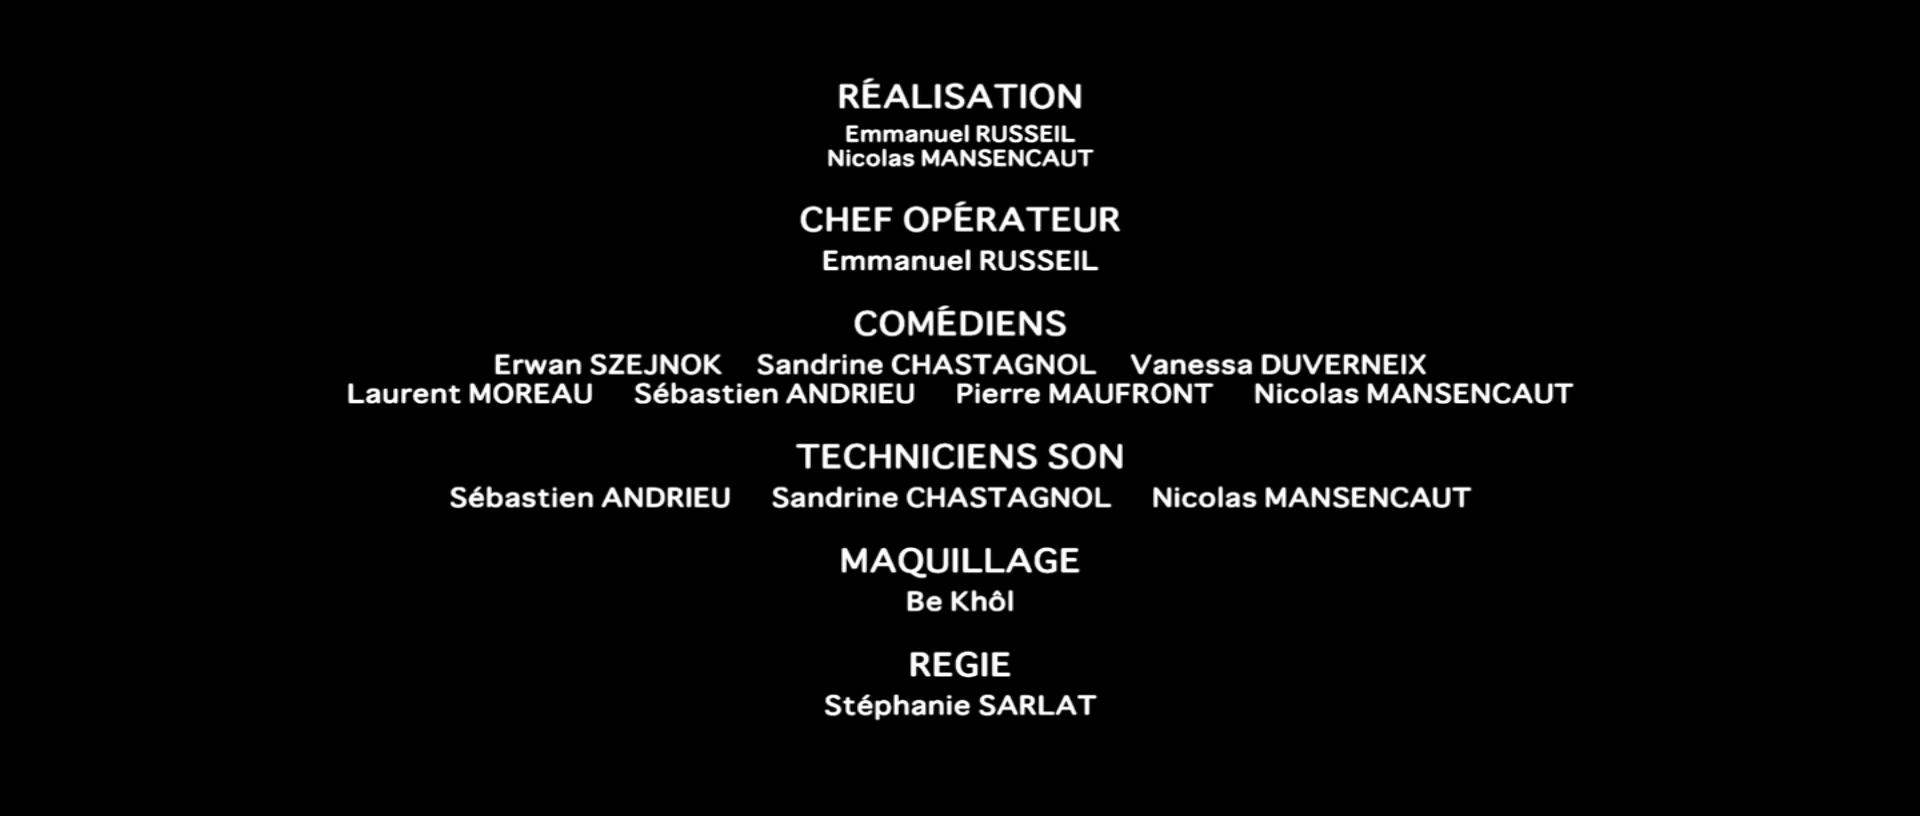 RÉALISATION
Emmanuel RUSSEIL
Nicolas MANSENCAUT
CHEF OPÉRATEUR
Emmanuel RUSSEIL
COMÉDIENS
Erwan SZEJNOK Sandrine CHASTAGNOL Vanessa DUVERNEIX
Laurent MOREAU Sébastien ANDRIEU Pierre MAUFRONT Nicolas MANSENCAUT
TECHNICIENS SON
Sébastien ANDRIEU Sandrine CHASTAGNOL Nicolas MANSENCAUT
MAQUILLAGE
Be Khôl
REGIE
Stéphanie SARLAT